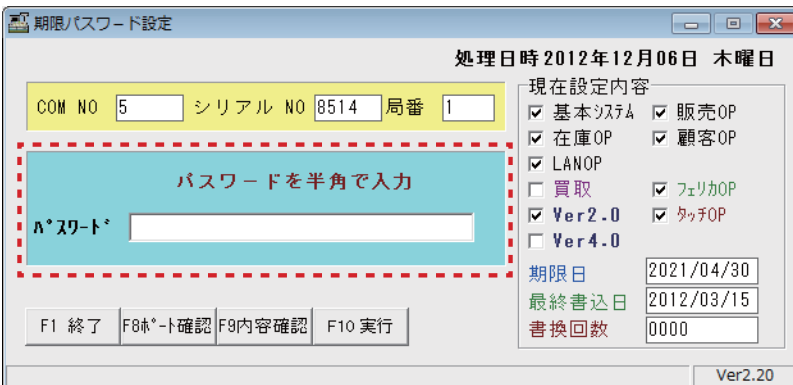 期限パスワード設定
処理日時2012年12月06日 木曜日
COM NO 5 シリアル NO 8514 局番 1
パスワードを半角で入力
ﾊﾟｽﾜｰﾄﾞ
F1 終了 F8ﾎﾟｰﾄ確認 F9内容確認 F10 実行
現在設定内容
基本ｼｽﾃﾑ 販売OP
在庫OP 顧客OP
LANOP
買取 ﾌｪﾘｶOP
Ver2.0 ﾀｯﾁOP
Ver4.0
期限日 2021/04/30
最終書込日 2012/03/15
書換回数 0000
Ver2.20